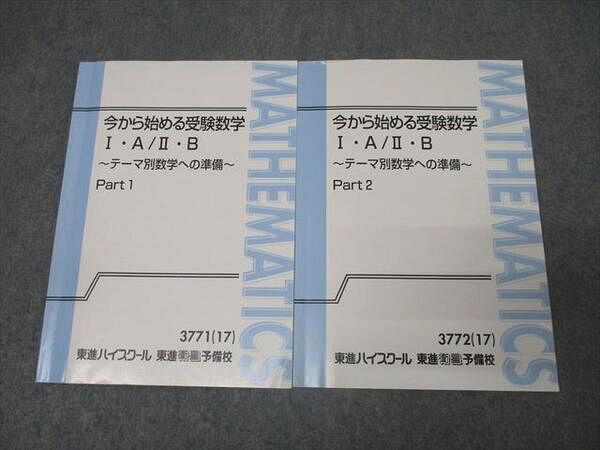 今から始める受験数学
Ⅰ・A/Ⅱ・B
~テーマ別数学への準備~
Part 1
3771(17)
東進ハイスクール 東進衛星予備校
MATHEMATICS
今から始める受験数学
Ⅰ・A/Ⅱ・B
~テーマ別数学への準備~
Part 2
3772(17)
東進ハイスクール 東進衛星予備校
MATHEMATICS